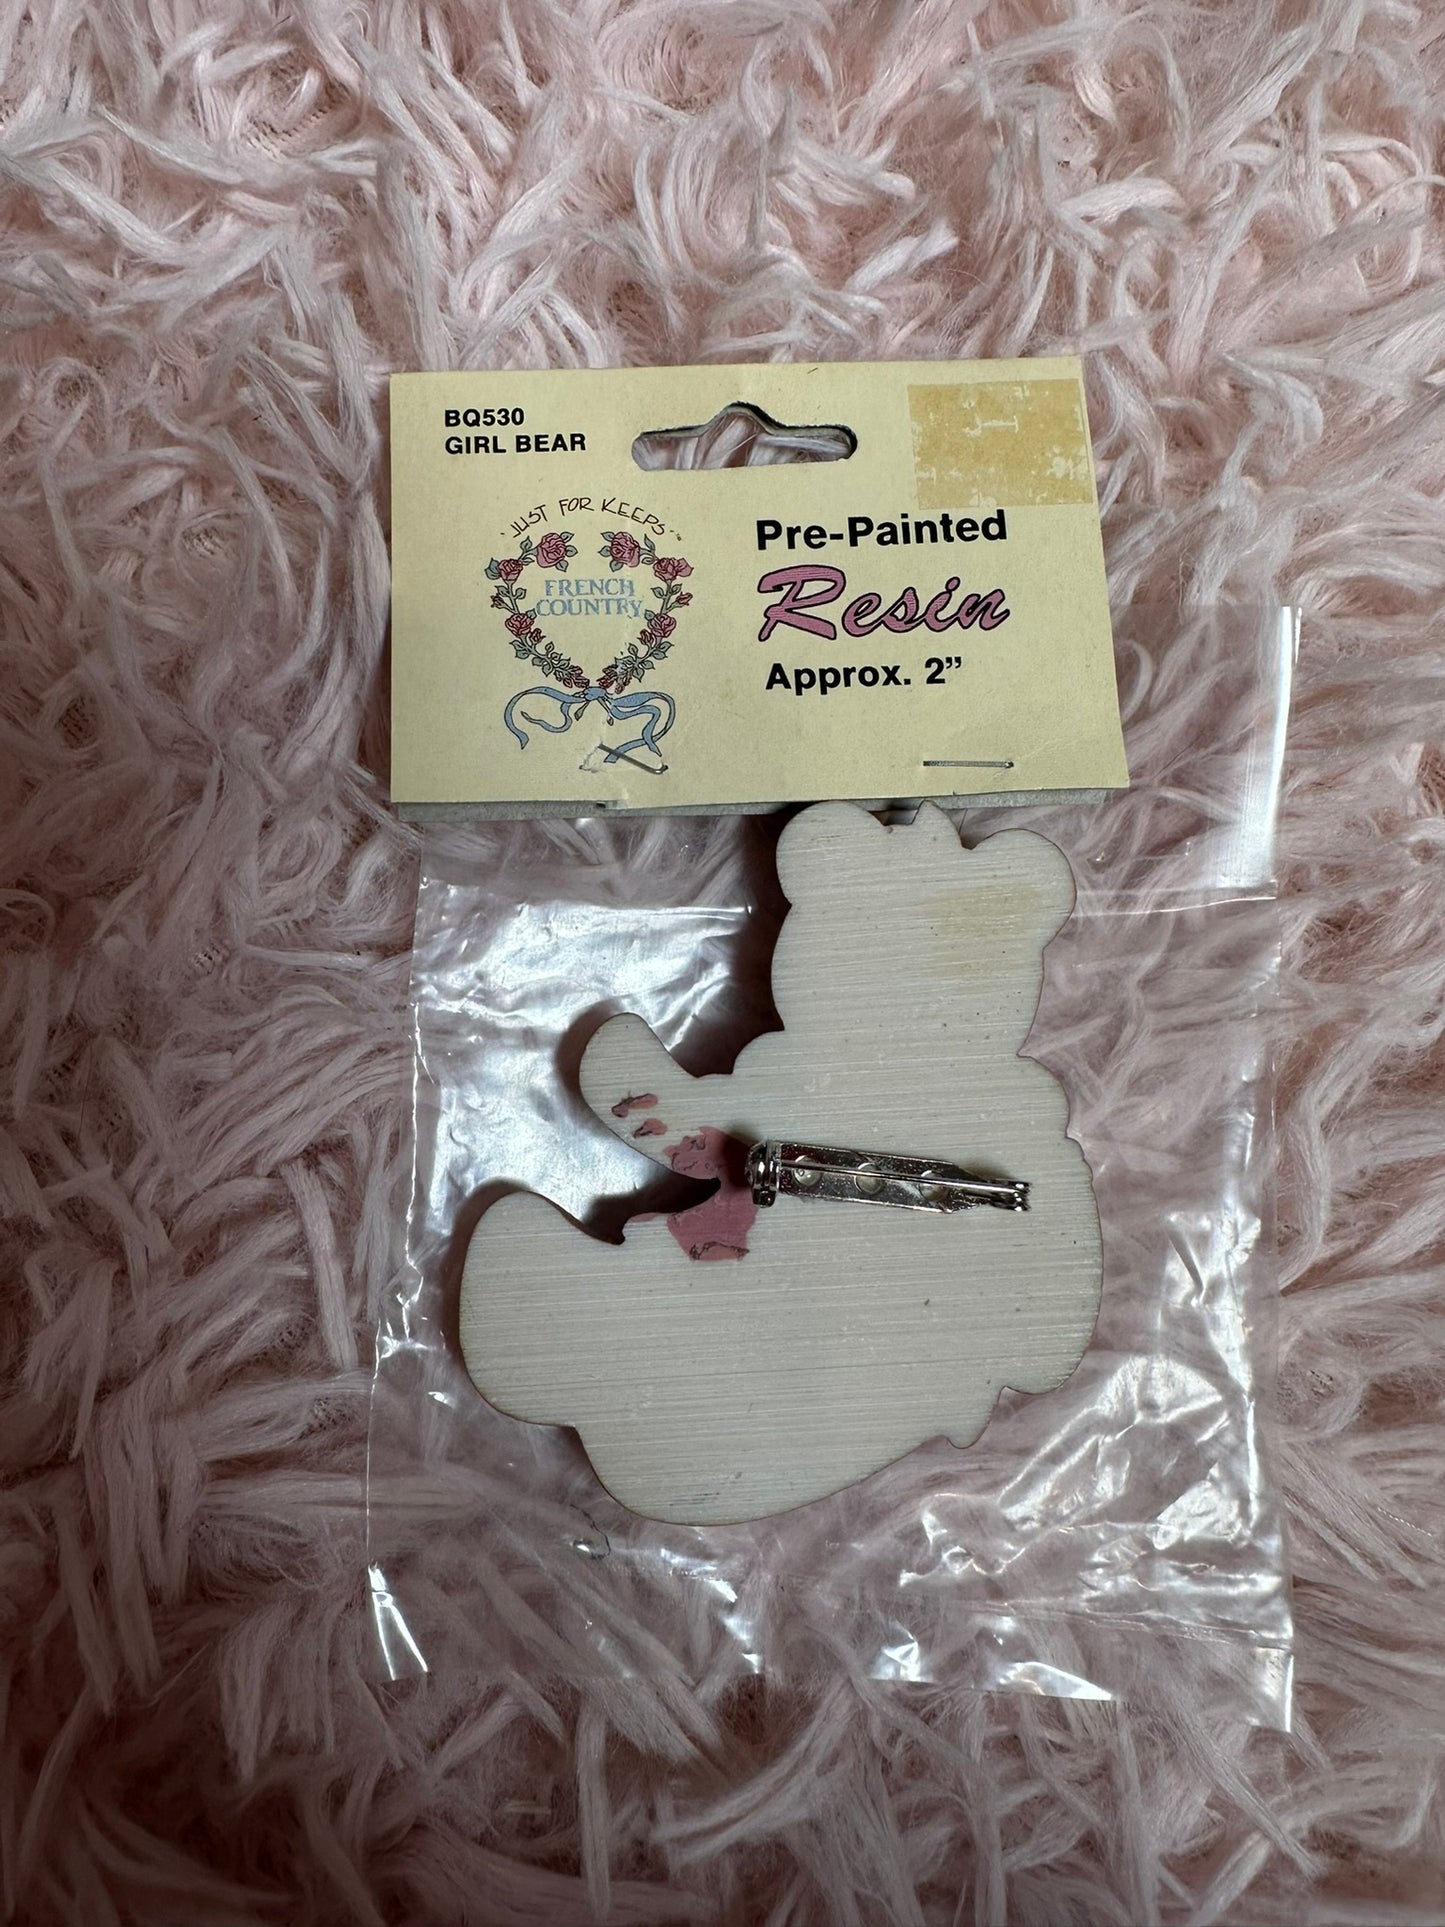 BQ530
GIRL BEAR
JUST FOR KEEPS
FRENCH
COUNTRY
Pre-Painted
Resin
Approx. 2”